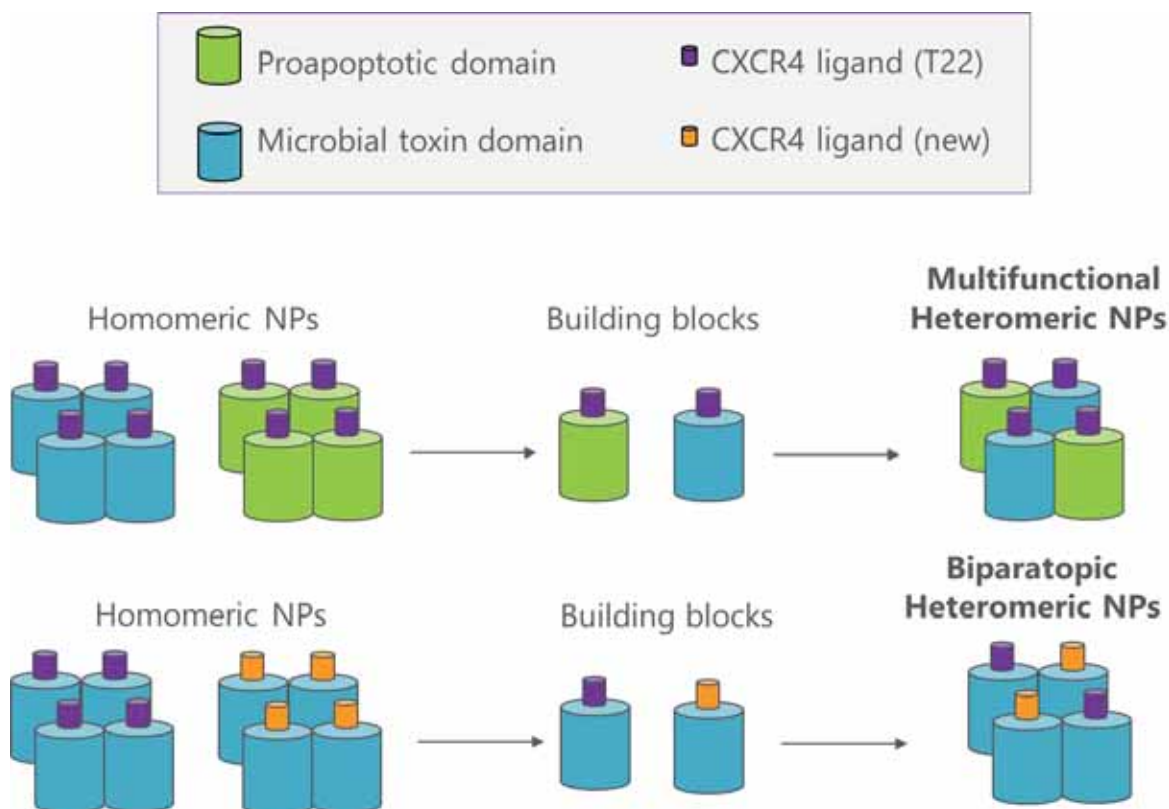 Proapoptotic domain
CXCR4 ligand (T22)
Microbial toxin domain
CXCR4 ligand (new)
Homomeric NPs
Building blocks
Multifunctional
Heteromeric NPs
Homomeric NPs
Building blocks
Biparatopic
Heteromeric NPs